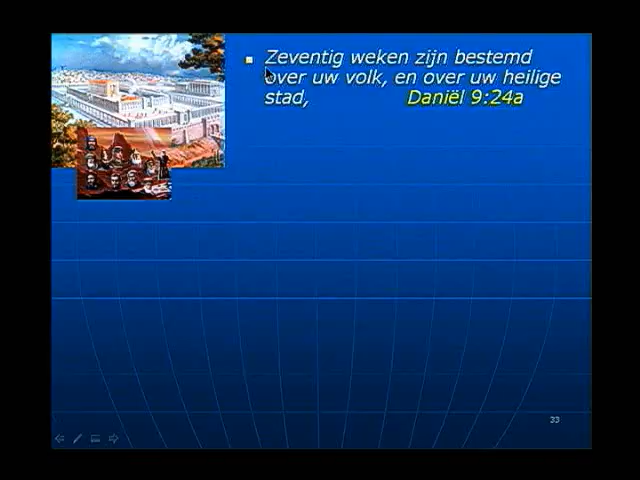 Zeventig weken zijn bestemd
over uw volk, en over uw heilige
stad, Daniël 9:24a
33